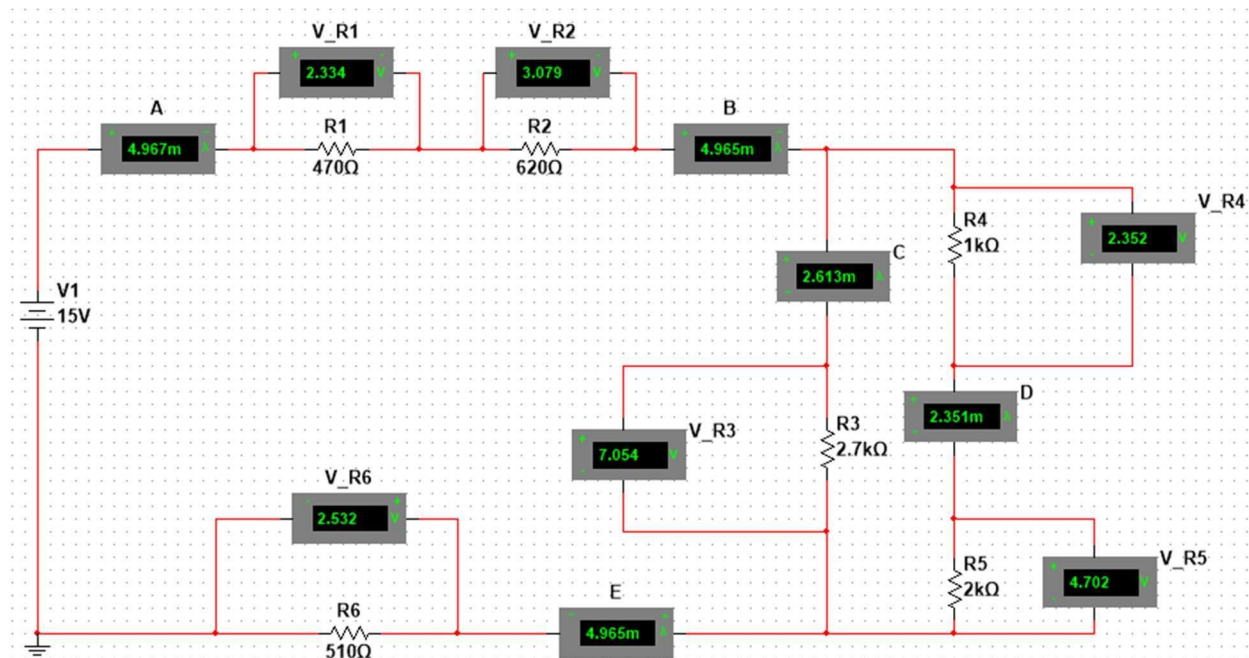 V_R1
V_R2
+ -
2.334 V
+ -
3.079 V
A
R1
R2
B
+ -
4.967m A
470Ω
620Ω
+ -
4.965m A
V_R4
R4
1kΩ
+
2.352 V
-
C
+
2.613m A
-
V1
15V
D
+
2.351m A
-
R3
2.7kΩ
V_R3
+
7.054 V
-
V_R6
- +
2.532 V
R5
2kΩ
V_R5
+
4.702 V
-
R6
510Ω
E
- +
4.965m A